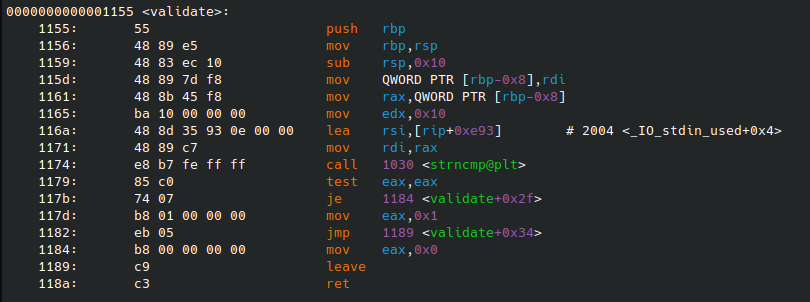 0000000000001155 <validate>:
1155: 55 push rbp
1156: 48 89 e5 mov rbp,rsp
1159: 48 83 ec 10 sub rsp,0x10
115d: 48 89 7d f8 mov QWORD PTR [rbp-0x8],rdi
1161: 48 8b 45 f8 mov rax,QWORD PTR [rbp-0x8]
1165: ba 10 00 00 00 mov edx,0x10
116a: 48 8d 35 93 0e 00 00 lea rsi,[rip+0xe93] # 2004 <_IO_stdin_used+0x4>
1171: 48 89 c7 mov rdi,rax
1174: e8 b7 fe ff ff call 1030 <strncmp@plt>
1179: 85 c0 test eax,eax
117b: 74 07 je 1184 <validate+0x2f>
117d: b8 01 00 00 00 mov eax,0x1
1182: eb 05 jmp 1189 <validate+0x34>
1184: b8 00 00 00 00 mov eax,0x0
1189: c9 leave
118a: c3 ret